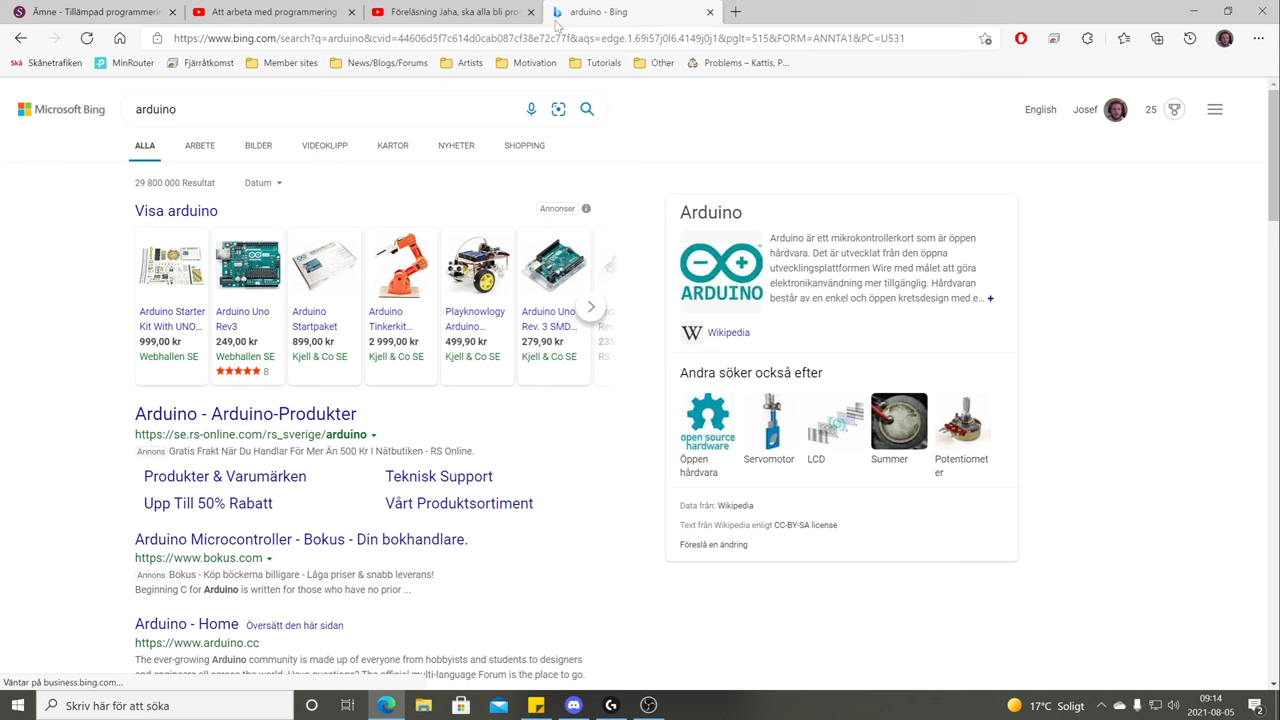 Ämne - Tillämpad programmerin
Att arbeta med programmering
Föreläsning Jaha, ska alla bli pro
arduino - Bing
https://www.bing.com/search?q=arduino&cvid=44606d5f7c614d0cab087cf38e72c77f&aqs=edge.1.69i57j0l6.4149j0j1&pglt=515&FORM=ANNTA1&PC=U531
Skå Skånetrafiken
MinRouter
Fjärråtkomst
Member sites
News/Blogs/Forums
Artists
Motivation
Tutorials
Other
Problems – Kattis, P...
Microsoft Bing
arduino
English
Josef
25
ALLA
ARBETE
BILDER
VIDEOKLIPP
KARTOR
NYHETER
SHOPPING
29 800 000 Resultat
Datum
Visa arduino
Annonser
Arduino Starter
Kit With UNO...
999,00 kr
Webhallen SE
Arduino Uno
Rev3
249,00 kr
Webhallen SE
8
Arduino
Startpaket
899,00 kr
Kjell & Co SE
Arduino
Tinkerkit...
2 999,00 kr
Kjell & Co SE
Playknowlogy
Arduino...
499,90 kr
Kjell & Co SE
Arduino Uno
Rev. 3 SMD...
279,90 kr
Kjell & Co SE
Arduino - Arduino-Produkter
https://se.rs-online.com/rs_sverige/arduino
Annons Gratis Frakt När Du Handlar För Mer Än 500 Kr I Nätbutiken - RS Online.
Produkter & Varumärken
Teknisk Support
Upp Till 50% Rabatt
Vårt Produktsortiment
Arduino Microcontroller - Bokus - Din bokhandlare.
https://www.bokus.com
Annons Bokus - Köp böckerna billigare - Låga priser & snabb leverans!
Beginning C for Arduino is written for those who have no prior ...
Arduino - Home Översätt den här sidan
https://www.arduino.cc
The ever-growing Arduino community is made up of everyone from hobbyists and students to designers
Arduino
ARDUINO
Arduino är ett mikrokontrollerkort som är öppen
hårdvara. Det är utvecklat från den öppna
utvecklingsplattformen Wire med målet att göra
elektronikanvändning mer tillgänglig. Hårdvaran
består av en enkel och öppen kretsdesign med e... +
W Wikipedia
Andra söker också efter
open source
hardware
Öppen
hårdvara
Servomotor
LCD
Summer
Potentiomet
er
Data från: Wikipedia
Text från Wikipedia enligt CC-BY-SA license
Föreslå en ändring
Väntar på business.bing.com...
Skriv här för att söka
17°C Soligt
09:14
2021-08-05
2